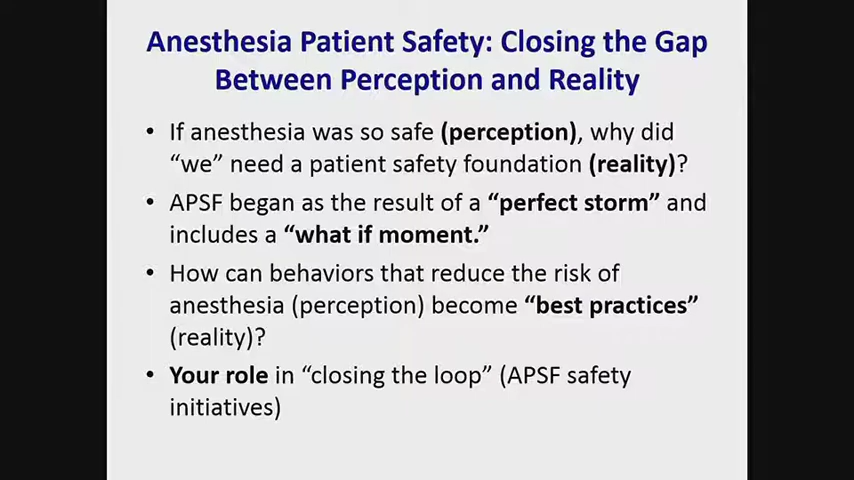 Anesthesia Patient Safety: Closing the Gap
Between Perception and Reality
• If anesthesia was so safe (perception), why did
“we” need a patient safety foundation (reality)?
• APSF began as the result of a “perfect storm” and
includes a “what if moment.”
• How can behaviors that reduce the risk of
anesthesia (perception) become “best practices”
(reality)?
• Your role in “closing the loop” (APSF safety
initiatives)